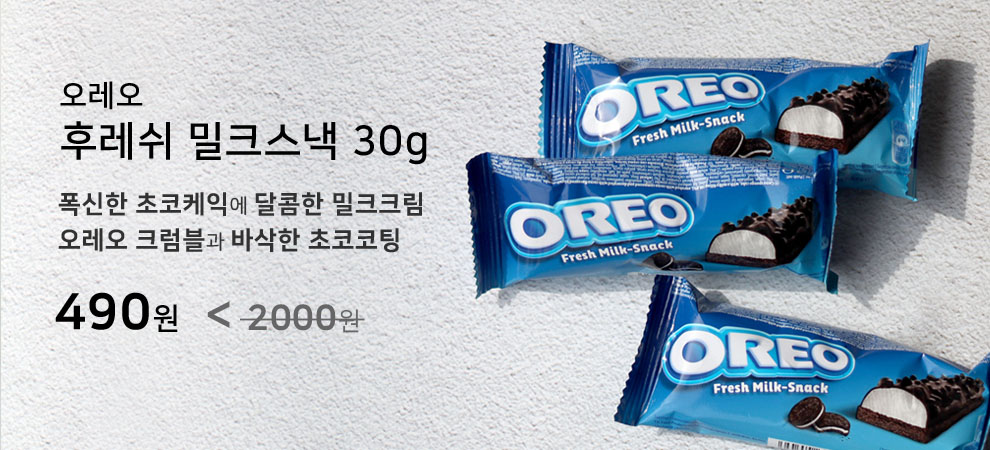 오레오
후레쉬 밀크스낵 30g
폭신한 초코케익에 달콤한 밀크크림
오레오 크럼블과 바삭한 초코코팅
490원 < 2000원
OREO
Fresh Milk-Snack
OREO
Fresh Milk-Snack
OREO
Fresh Milk-Snack